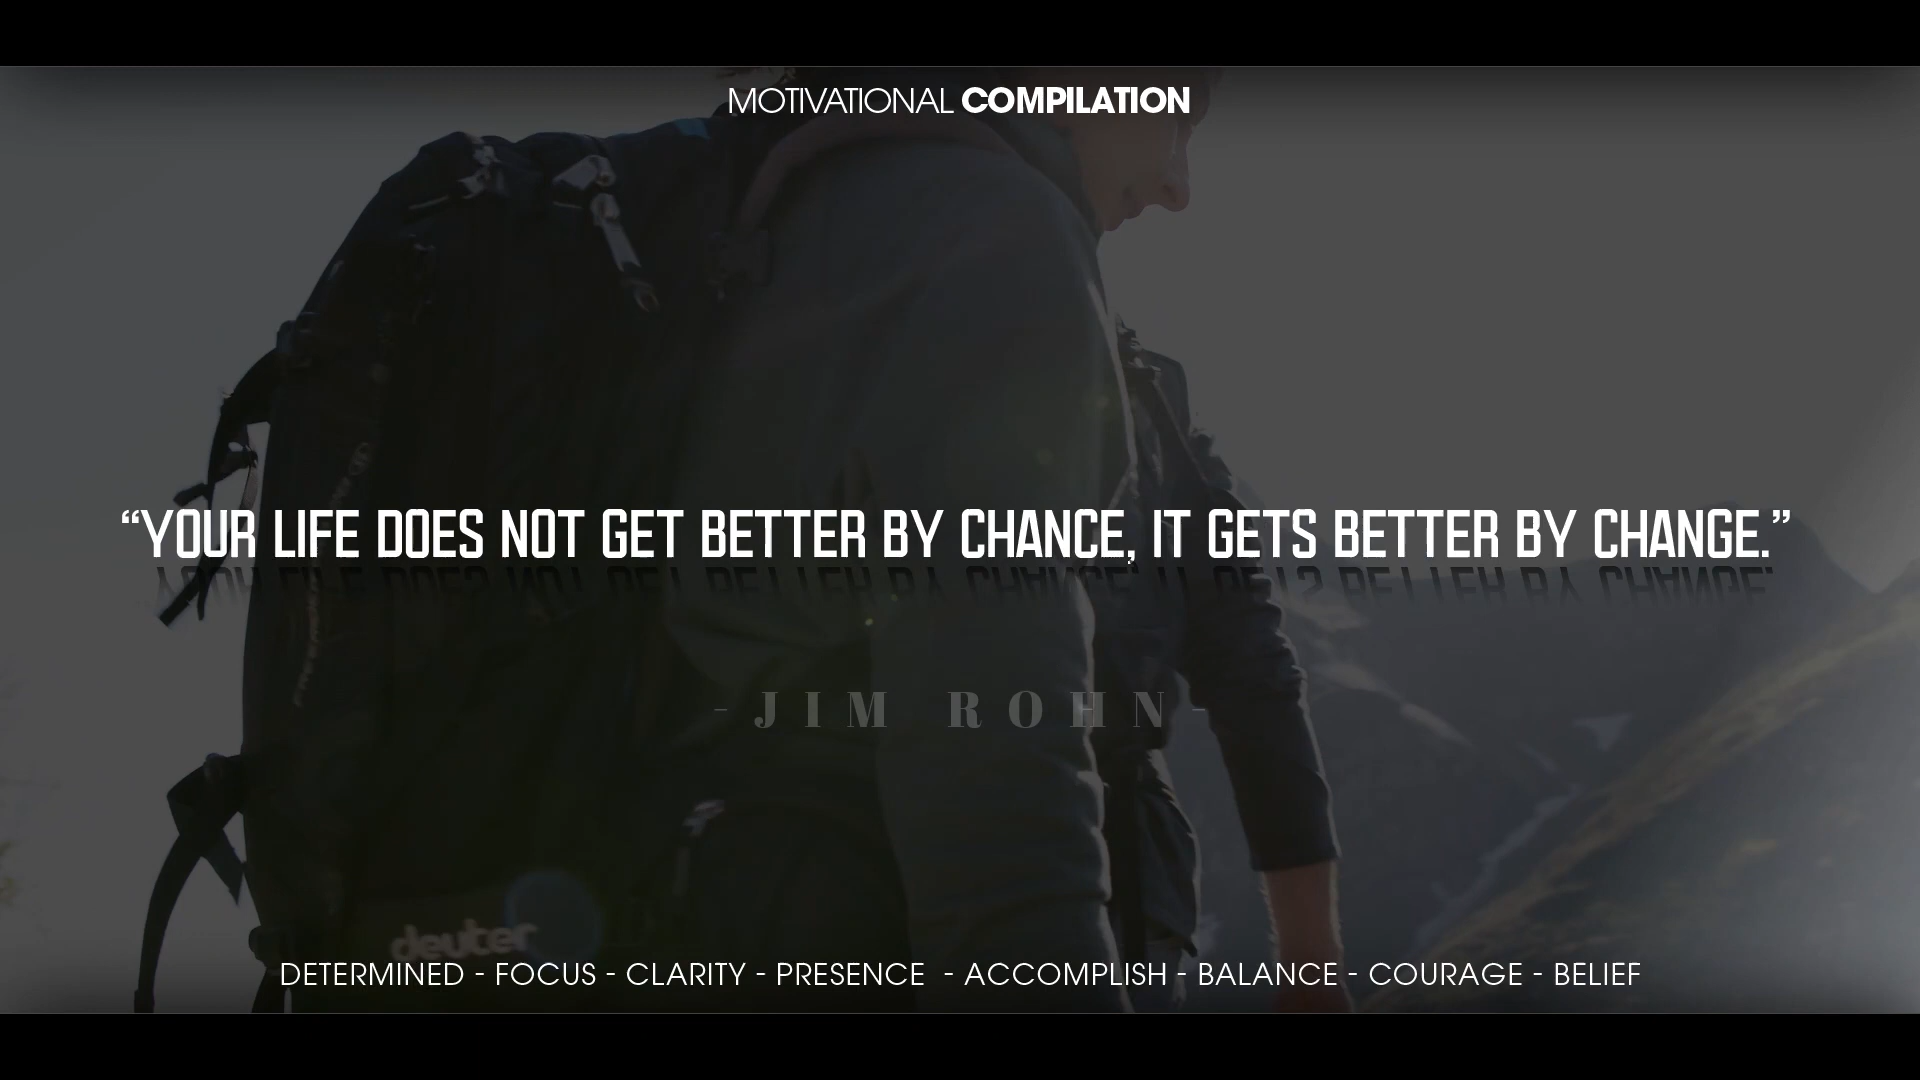 MOTIVATIONAL COMPILATION
“YOUR LIFE DOES NOT GET BETTER BY CHANCE, IT GETS BETTER BY CHANGE.”
-JIM ROHN-
deuter
DETERMINED - FOCUS - CLARITY - PRESENCE - ACCOMPLISH - BALANCE - COURAGE - BELIEF